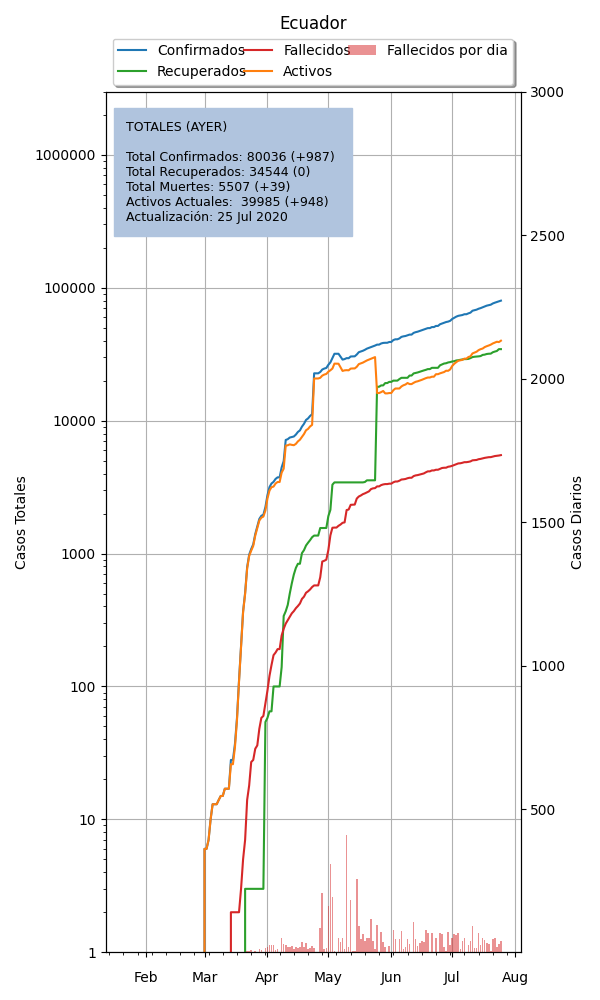 Ecuador
Confirmados Fallecidos Fallecidos por dia
Recuperados Activos
TOTALES (AYER)
Total Confirmados: 80036 (+987)
Total Recuperados: 34544 (0)
Total Muertes: 5507 (+39)
Activos Actuales:  39985 (+948)
Actualización: 25 Jul 2020
Casos Totales
1000000
100000
10000
1000
100
10
1
Casos Diarios
3000
2500
2000
1500
1000
500
Feb Mar Apr May Jun Jul Aug